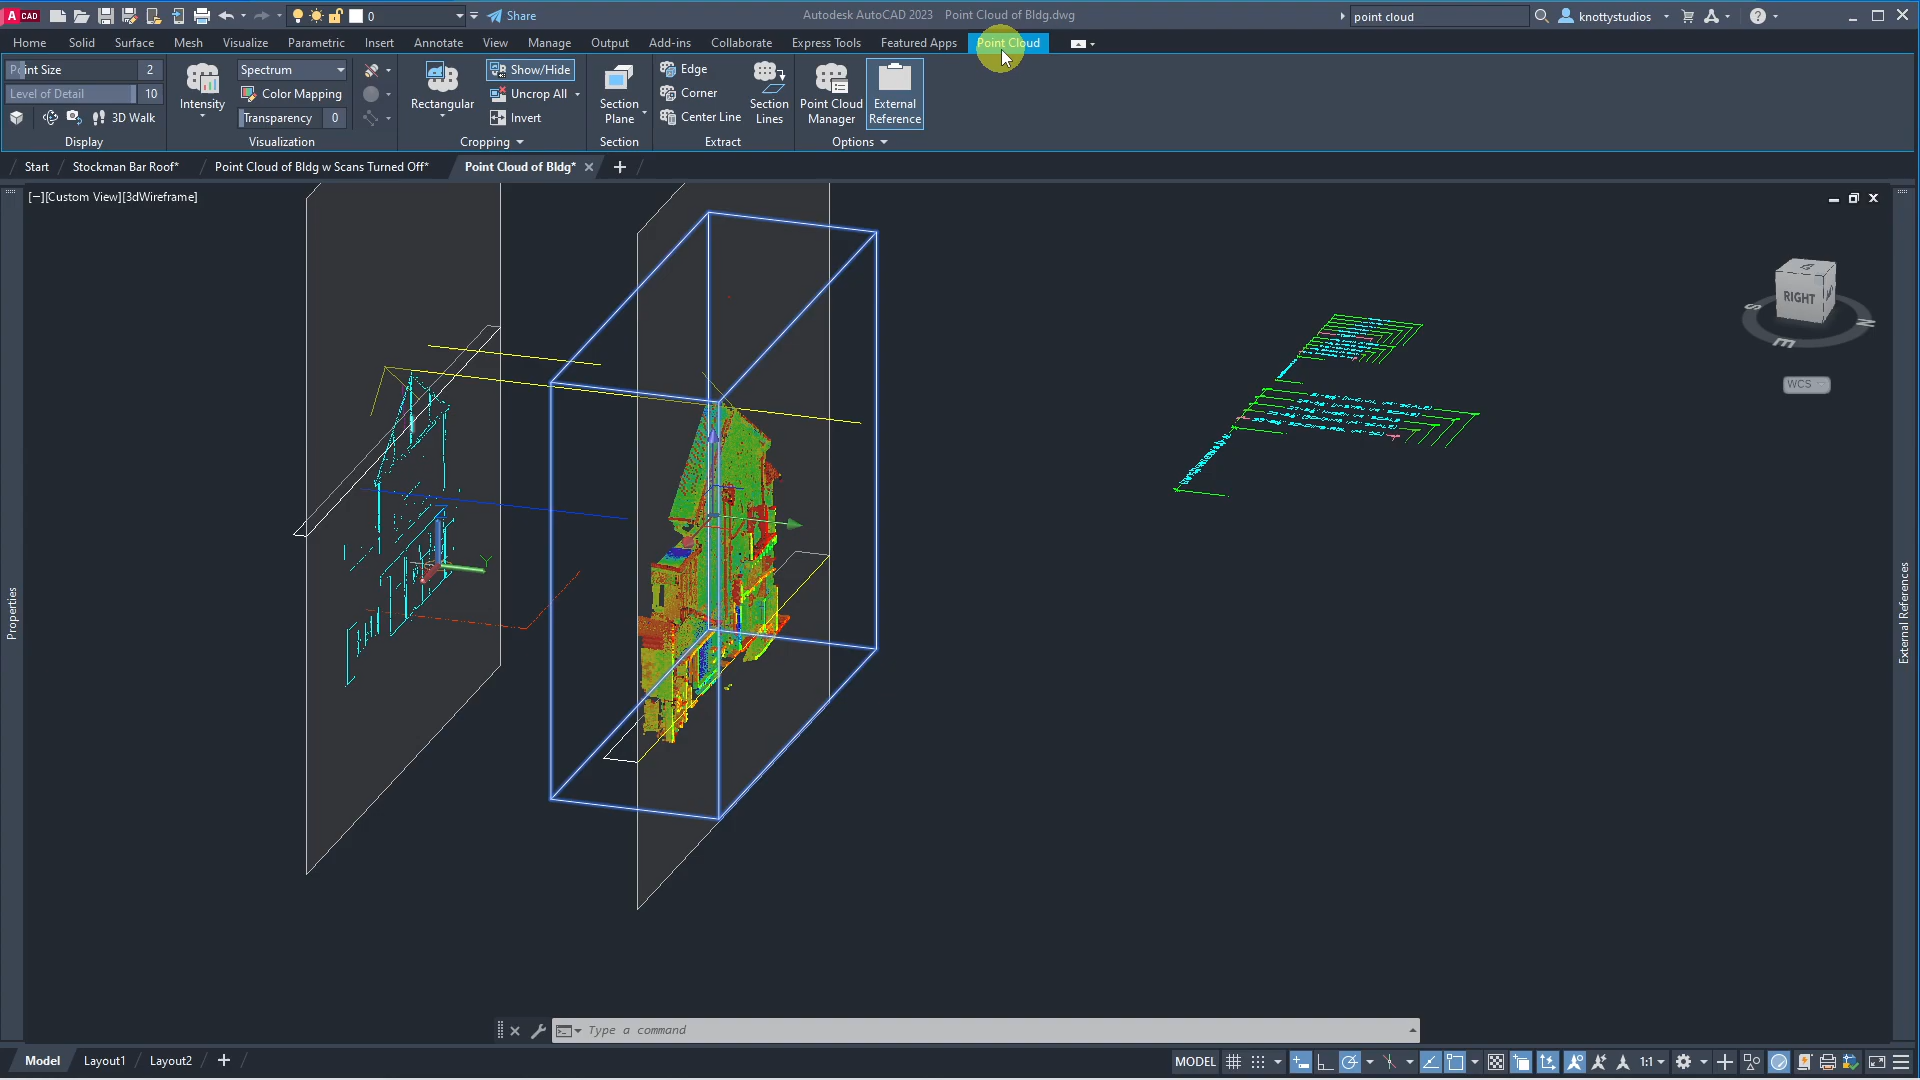 A CAD 0 Share Autodesk AutoCAD 2023 Point Cloud of Bldg.dwg point cloud knottystudios
Home Solid Surface Mesh Visualize Parametric Insert Annotate View Manage Output Add-ins Collaborate Express Tools Featured Apps Point Cloud
Point Size 2 Spectrum Show/Hide Edge
Level of Detail 10 Intensity Color Mapping Rectangular Uncrop All Section Plane Corner Section Lines Point Cloud Manager External Reference
3D Walk Transparency 0 Invert Center Line
Display Visualization Cropping Section Extract Options
Start Stockman Bar Roof* Point Cloud of Bldg w Scans Turned Off* Point Cloud of Bldg*
[−][Custom View][3dWireframe]
RIGHT
S
E
WCS
Y
Properties
External References
Type a command
Model Layout1 Layout2 MODEL 1:1